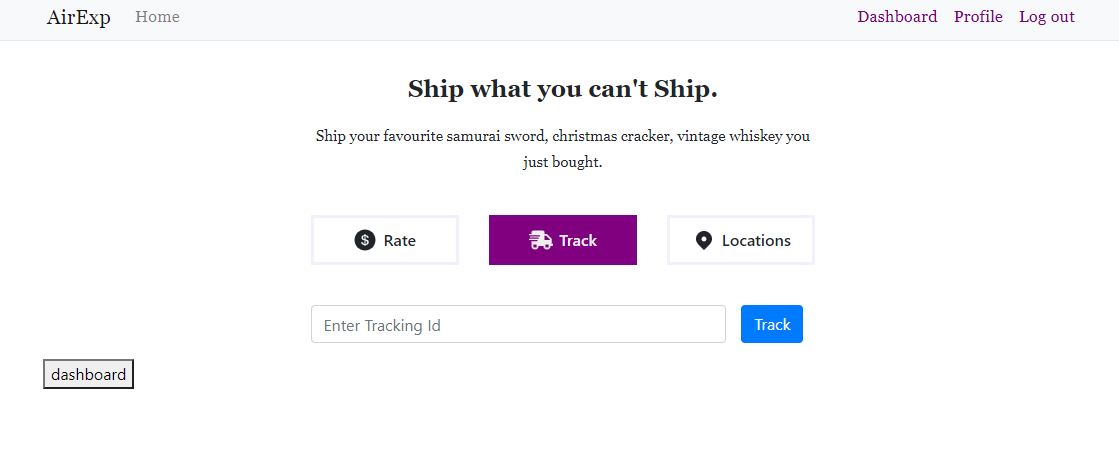 AirExp Home Dashboard Profile Log out
Ship what you can't Ship.
Ship your favourite samurai sword, christmas cracker, vintage whiskey you
just bought.
$ Rate Track Locations
Enter Tracking Id Track
dashboard